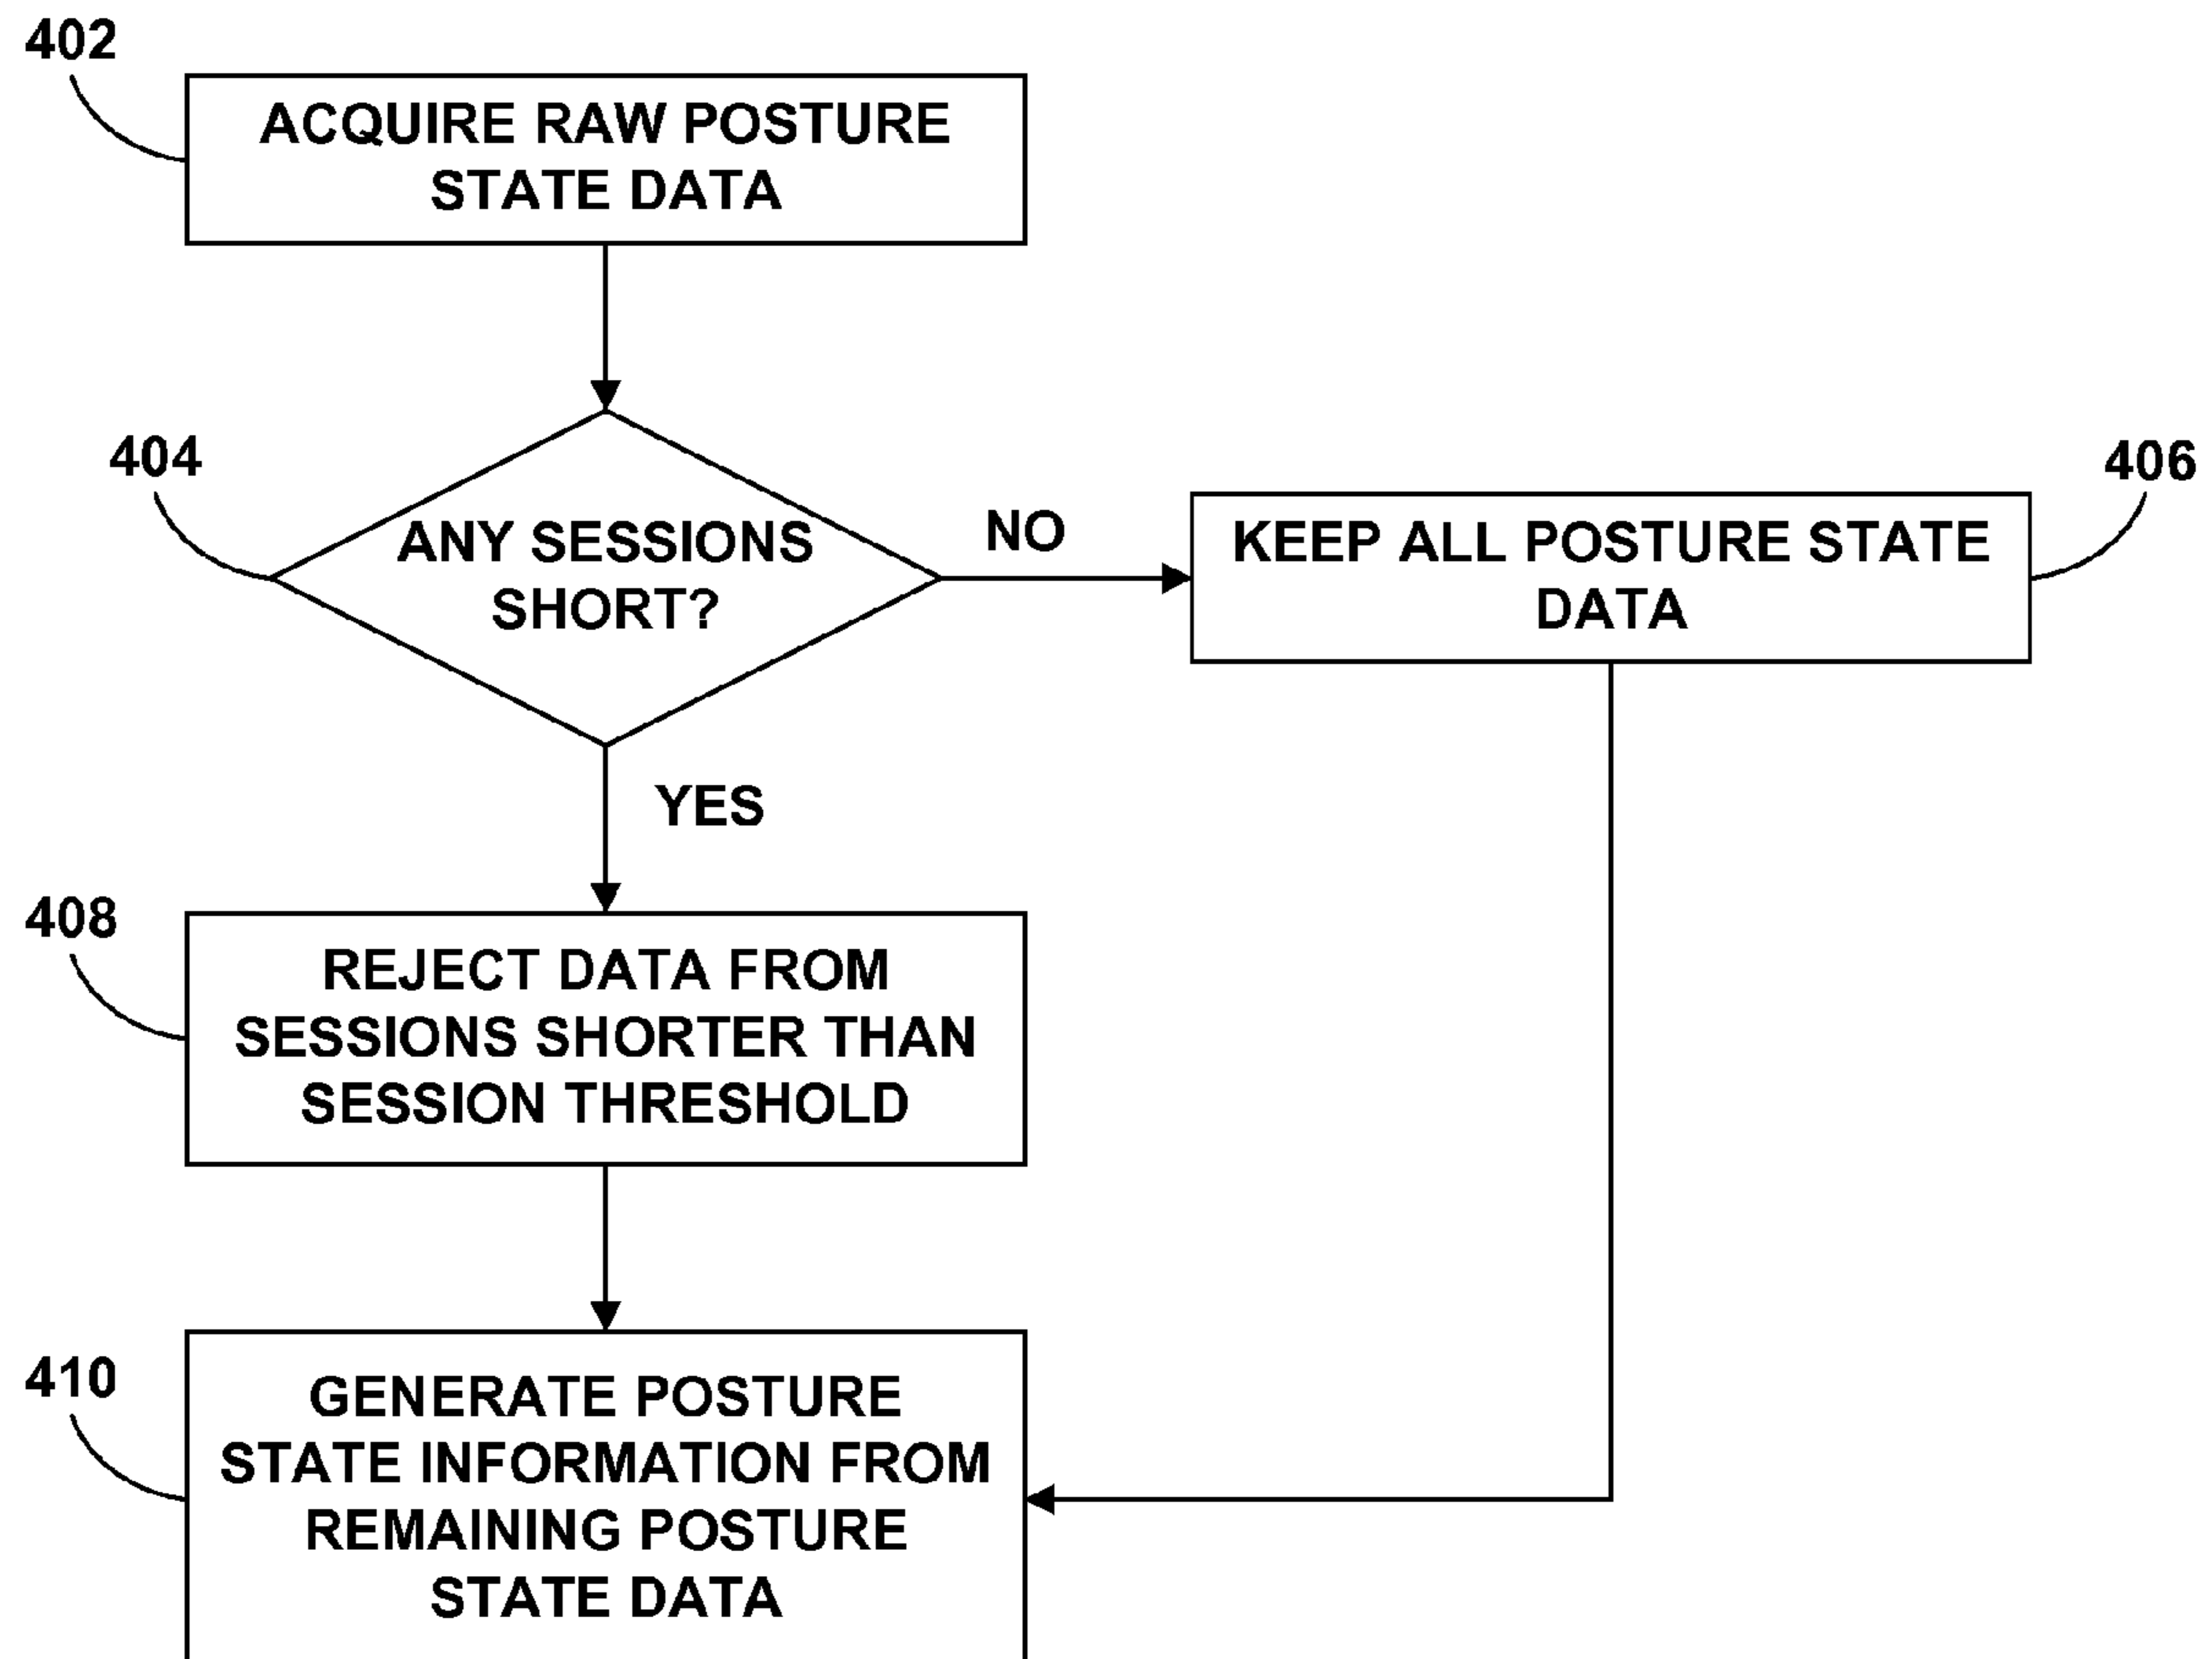 402
ACQUIRE RAW POSTURE
STATE DATA
404
ANY SESSIONS
SHORT?
NO
406
KEEP ALL POSTURE STATE
DATA
YES
408
REJECT DATA FROM
SESSIONS SHORTER THAN
SESSION THRESHOLD
410
GENERATE POSTURE
STATE INFORMATION FROM
REMAINING POSTURE
STATE DATA